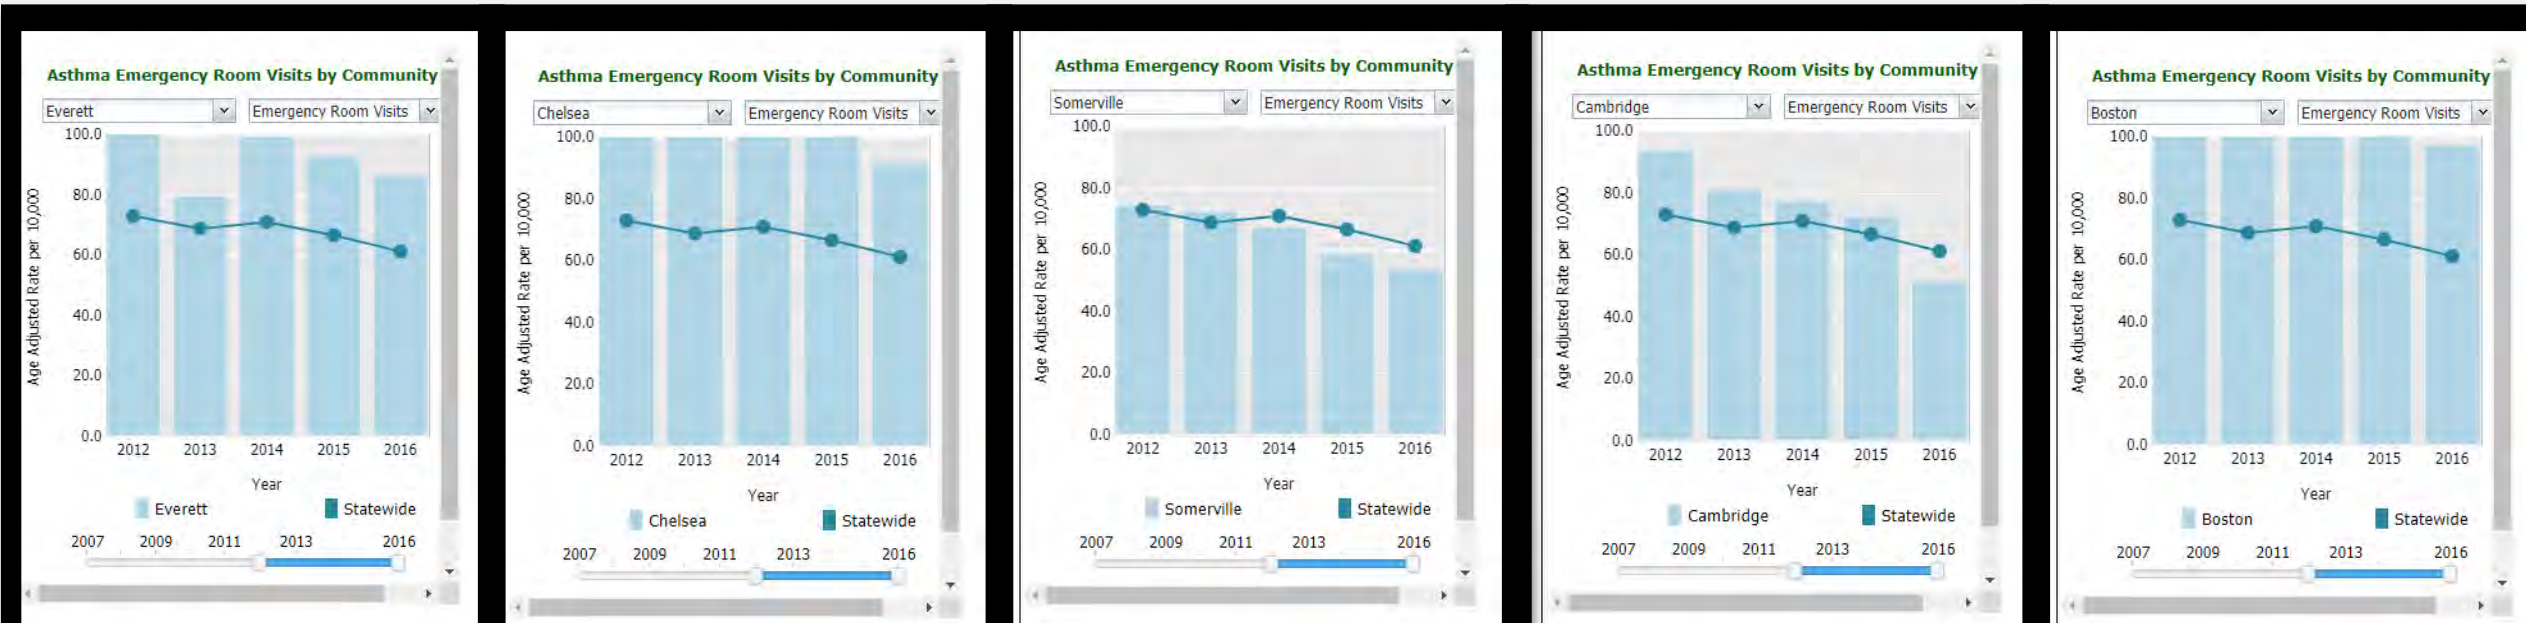 Asthma Emergency Room Visits by Community
Everett
Emergency Room Visits
Age Adjusted Rate per 10,000
100.0
80.0
60.0
40.0
20.0
0.0
2012 2013 2014 2015 2016
Year
Everett Statewide
2007 2009 2011 2013 2016
Asthma Emergency Room Visits by Community
Chelsea
Emergency Room Visits
Age Adjusted Rate per 10,000
100.0
80.0
60.0
40.0
20.0
0.0
2012 2013 2014 2015 2016
Year
Chelsea Statewide
2007 2009 2011 2013 2016
Asthma Emergency Room Visits by Community
Somerville
Emergency Room Visits
Age Adjusted Rate per 10,000
100.0
80.0
60.0
40.0
20.0
0.0
2012 2013 2014 2015 2016
Year
Somerville Statewide
2007 2009 2011 2013 2016
Asthma Emergency Room Visits by Community
Cambridge
Emergency Room Visits
Age Adjusted Rate per 10,000
100.0
80.0
60.0
40.0
20.0
0.0
2012 2013 2014 2015 2016
Year
Cambridge Statewide
2007 2009 2011 2013 2016
Asthma Emergency Room Visits by Community
Boston
Emergency Room Visits
Age Adjusted Rate per 10,000
100.0
80.0
60.0
40.0
20.0
0.0
2012 2013 2014 2015 2016
Year
Boston Statewide
2007 2009 2011 2013 2016